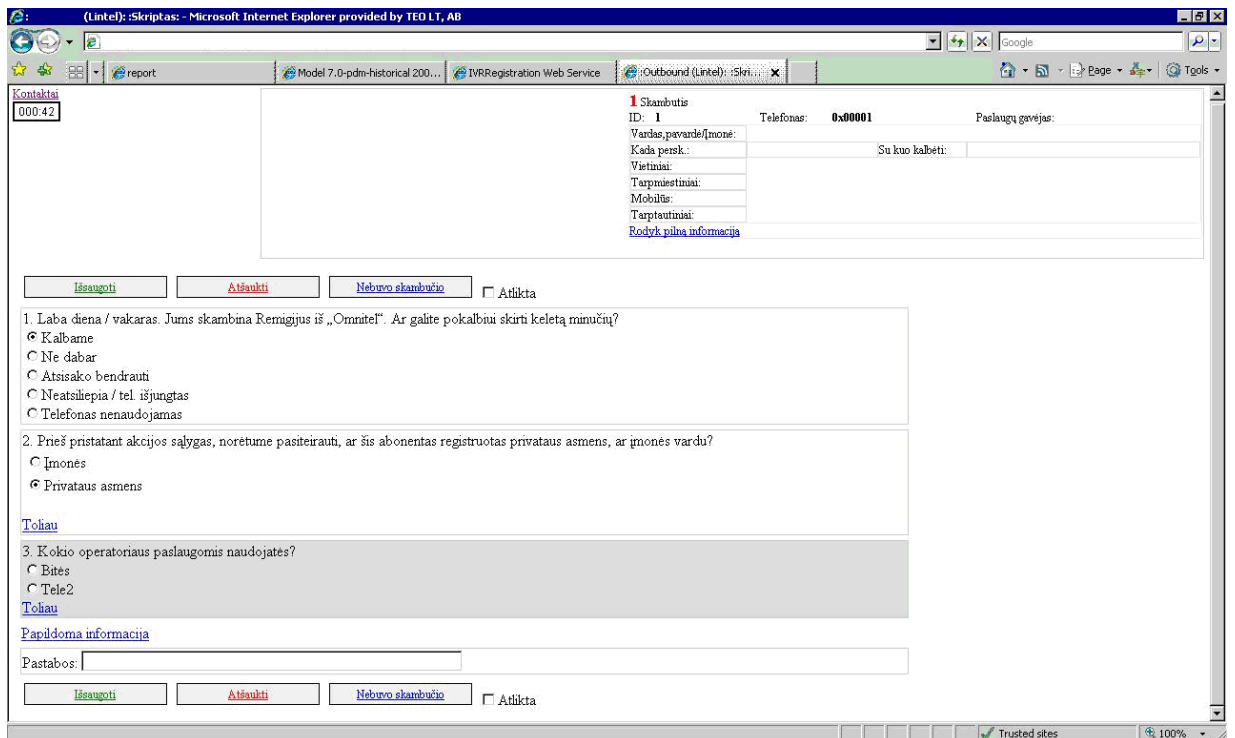 : (Lintel): :Skriptas: - Microsoft Internet Explorer provided by TEO LT, AB
Google
report Model 7.0-pdm-historical 200... IVRRegistration Web Service :Outbound (Lintel): :Skri... Page Tools
Kontaktai
000:42
1 Skambutis
ID: 1 Telefonas: 0x00001 Paslaugų gavėjas:
Vardas,pavardė/Įmonė:
Kada persk.: Su kuo kalbėti:
Vietiniai:
Tarpmiestiniai:
Mobilūs:
Tarptautiniai:
Rodyk pilną informaciją
Išsaugoti Atšaukti Nebuvo skambučio Atlikta
1. Laba diena / vakaras. Jums skambina Remigijus iš „Omnitel“. Ar galite pokalbiui skirti keletą minučių?
Kalbame
Ne dabar
Atsisako bendrauti
Neatsiliepia / tel. išjungtas
Telefonas nenaudojamas
2. Prieš pristatant akcijos sąlygas, norėtume pasiteirauti, ar šis abonentas registruotas privataus asmens, ar įmonės vardu?
Įmonės
Privataus asmens
Toliau
3. Kokio operatoriaus paslaugomis naudojatės?
Bitės
Tele2
Toliau
Papildoma informacija
Pastabos:
Išsaugoti Atšaukti Nebuvo skambučio Atlikta
Trusted sites 100%